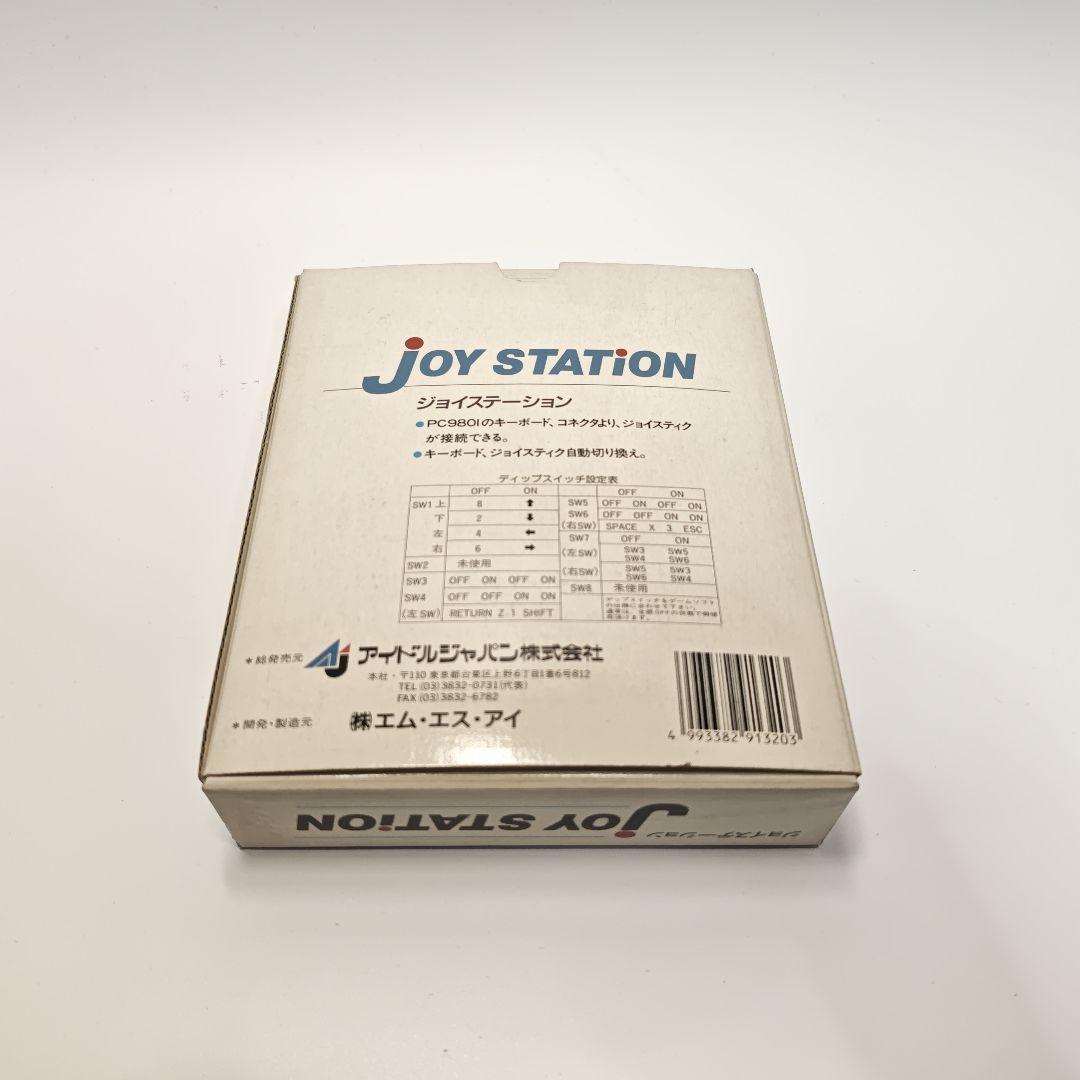 JOY STATION
ジョイステーション
● PC9801のキーボード、コネクタより、ジョイスティク
が接続できる。
● キーボード、ジョイスティク自動切り換え。
ディップスイッチ設定表
OFF ON
SW1 上 8 ↑
下 2 ↓
左 4 ←
右 6 →
SW2 未使用
SW3 OFF ON OFF ON
SW4 OFF OFF ON ON
(左SW) RETURN Z 1 SHIFT
OFF ON
SW5 OFF ON OFF ON
SW6 OFF OFF ON ON
(右SW) SPACE X 3 ESC
SW7 OFF ON
(左SW) SW3 SW5
SW4 SW6
(右SW) SW5 SW3
SW6 SW4
SW8 未使用
*総発売元 AJ アイドルジャパン株式会社
本社・〒110 東京都台東区上野6丁目1番6号812
TEL (03)3832-0731(代表)
FAX (03)3832-6782
*開発・製造元 (株)エム・エス・アイ
4 993382 913203
JOY STATION
ジョイステーション